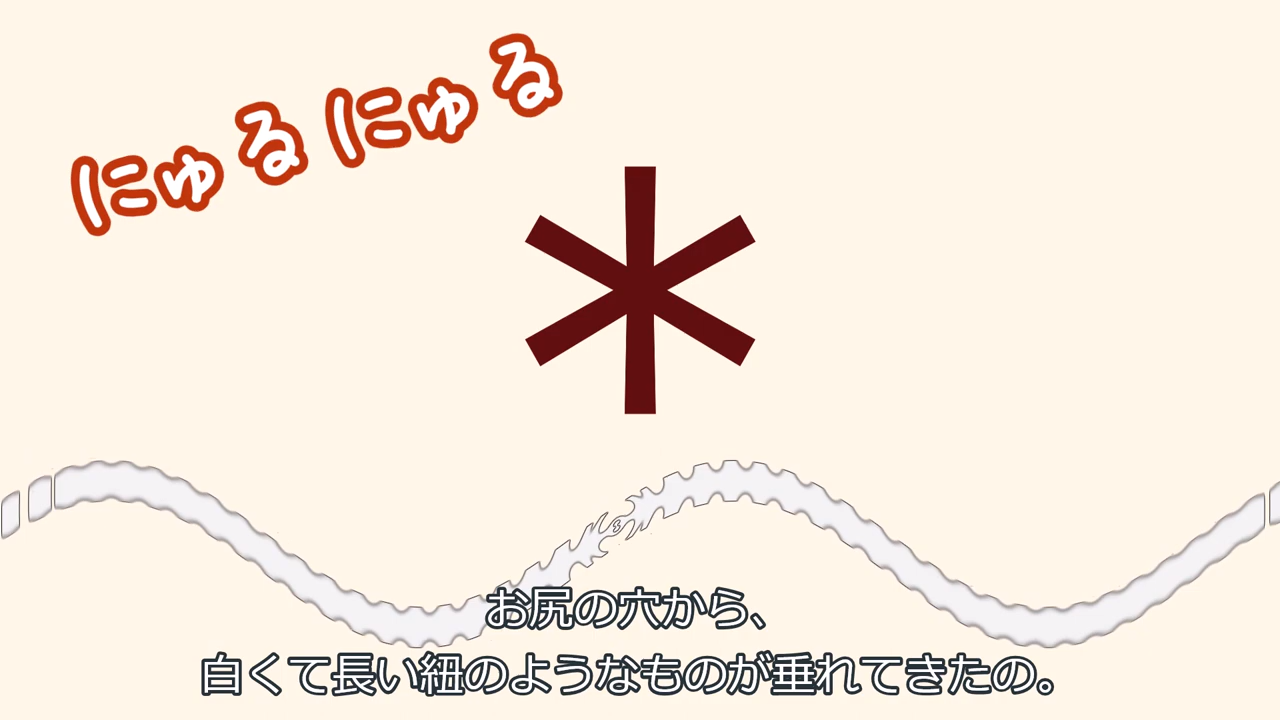 にゅるにゅる
お尻の穴から、
白くて長い紐のようなものが垂れてきたの。